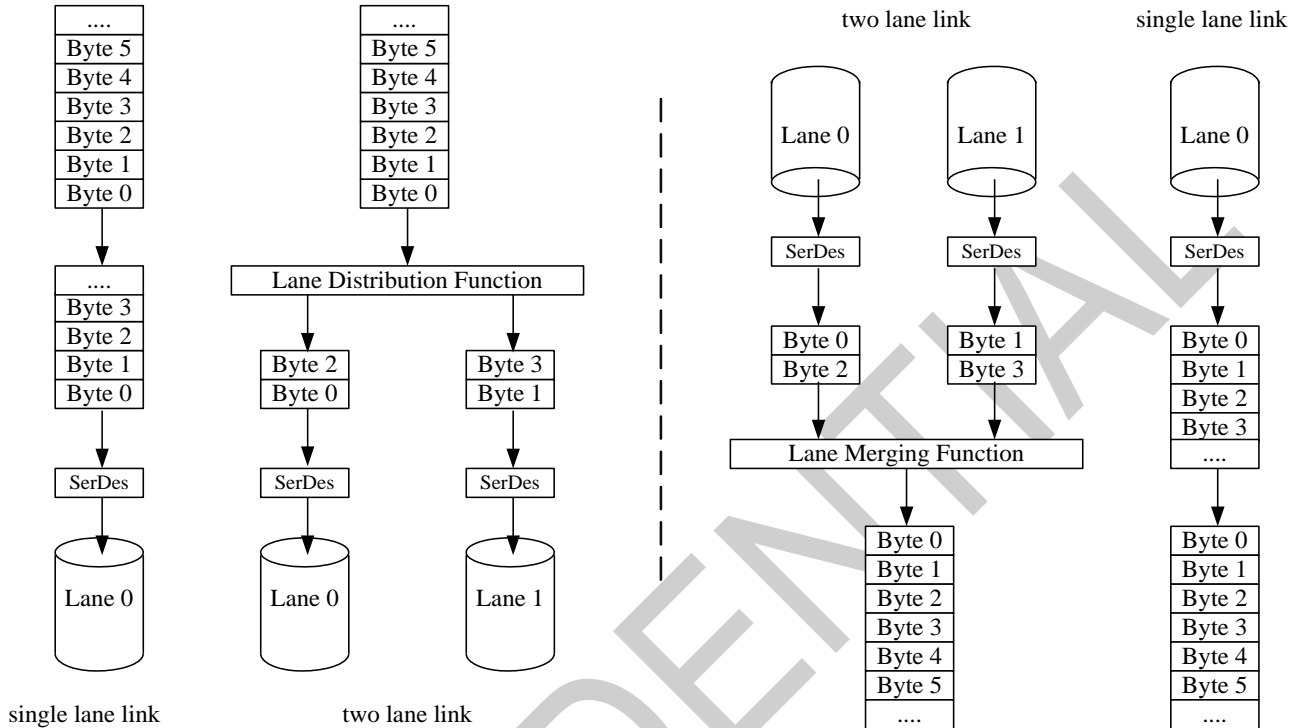 ....
Byte 5
Byte 4
Byte 3
Byte 2
Byte 1
Byte 0
....
Byte 3
Byte 2
Byte 1
Byte 0
SerDes
Lane 0
single lane link
....
Byte 5
Byte 4
Byte 3
Byte 2
Byte 1
Byte 0
Lane Distribution Function
Byte 2
Byte 0
SerDes
Lane 0
Byte 3
Byte 1
SerDes
Lane 1
two lane link
two lane link
Lane 0
SerDes
Byte 0
Byte 2
Lane 1
SerDes
Byte 1
Byte 3
Lane Merging Function
Byte 0
Byte 1
Byte 2
Byte 3
Byte 4
Byte 5
....
single lane link
Lane 0
SerDes
Byte 0
Byte 1
Byte 2
Byte 3
....
Byte 0
Byte 1
Byte 2
Byte 3
Byte 4
Byte 5
....
DENTIAL